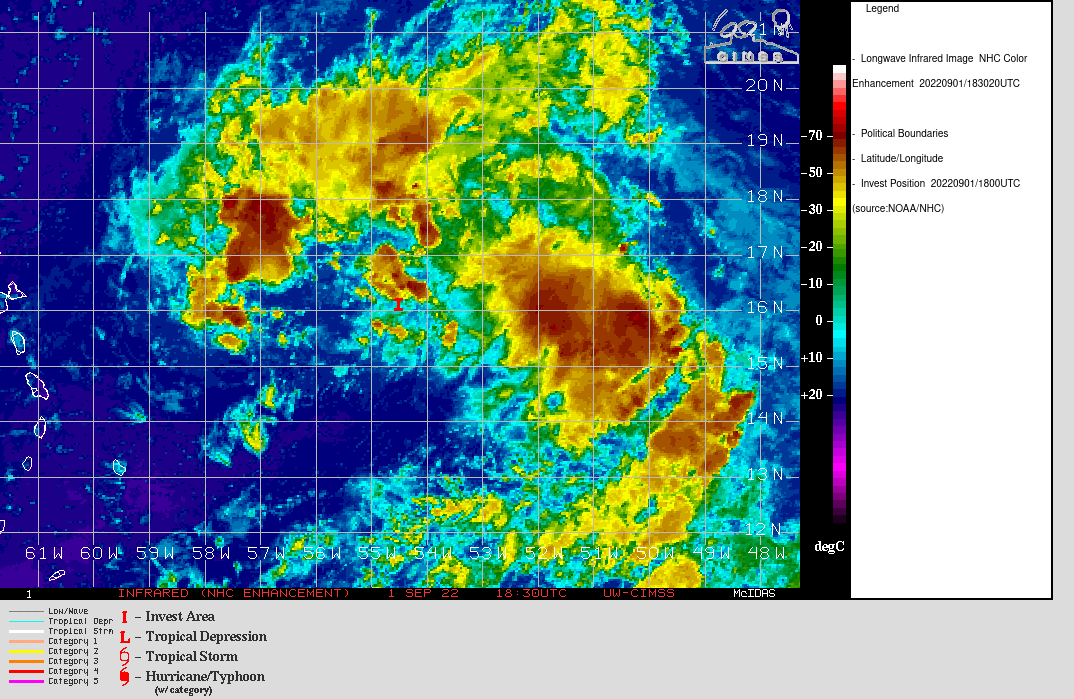 Legend
- Longwave Infrared Image NHC Color
Enhancement 20220901/183020UTC
- Political Boundaries
- Latitude/Longitude
- Invest Position 20220901/1800UTC
(source:NOAA/NHC)
CIMSS
21N
20N
19N
18N
17N
16N
15N
14N
13N
12N
-70
-50
-30
-20
-10
0
+10
+20
degC
61W 60W 59W 58W 57W 56W 55W 54W 53W 52W 51W 50W 49W 48W
1 INFRARED (NHC ENHANCEMENT) 1 SEP 22 18:30UTC UW-CIMSS McIDAS
Low/Wave
Tropical Depr
Tropical Strm
Category 1
Category 2
Category 3
Category 4
Category 5
I - Invest Area
L - Tropical Depression
- Tropical Storm
- Hurricane/Typhoon
(w/category)